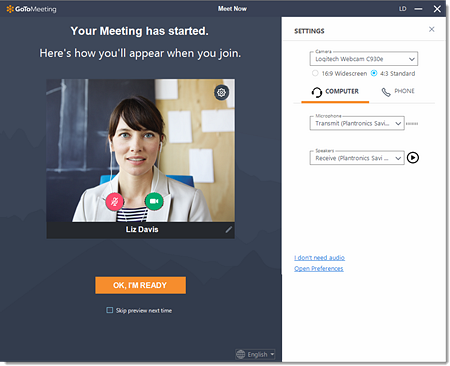 GoToMeeting
Meet Now
LD
Your Meeting has started.
Here's how you'll appear when you join.
Liz Davis
OK, I'M READY
Skip preview next time
English
SETTINGS
Camera
Logitech Webcam C930e
16:9 Widescreen
4:3 Standard
COMPUTER
PHONE
Microphone
Transmit (Plantronics Savi ...
Speakers
Receive (Plantronics Savi ...
I don't need audio
Open Preferences